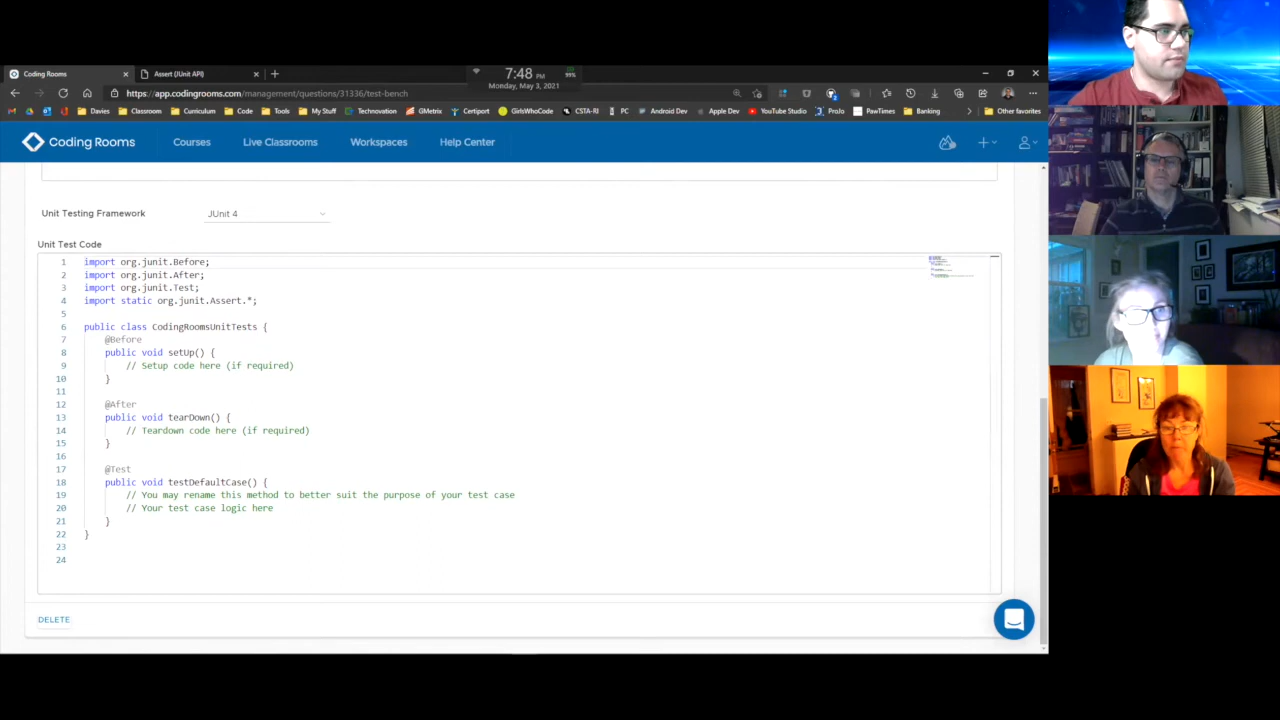 Coding Rooms
Assert (JUnit API)
7:48 PM
99%
Monday, May 3, 2021
https://app.codingrooms.com/management/questions/31336/test-bench
Davies Classroom Curriculum Code Tools My Stuff GMetrix Certiport GirlsWhoCode CSTA-RI PC Technovation Android Dev Apple Dev YouTube Studio ProJo PawTimes Banking Other favorites
Coding Rooms Courses Live Classrooms Workspaces Help Center
Unit Testing Framework JUnit 4
Unit Test Code
1 import org.junit.Before;
2 import org.junit.After;
3 import org.junit.Test;
4 import static org.junit.Assert.*;
5
6 public class CodingRoomsUnitTests {
7 @Before
8 public void setUp() {
9 // Setup code here (if required)
10 }
11
12 @After
13 public void tearDown() {
14 // Teardown code here (if required)
15 }
16
17 @Test
18 public void testDefaultCase() {
19 // You may rename this method to better suit the purpose of your test case
20 // Your test case logic here
21 }
22 }
23
24
DELETE